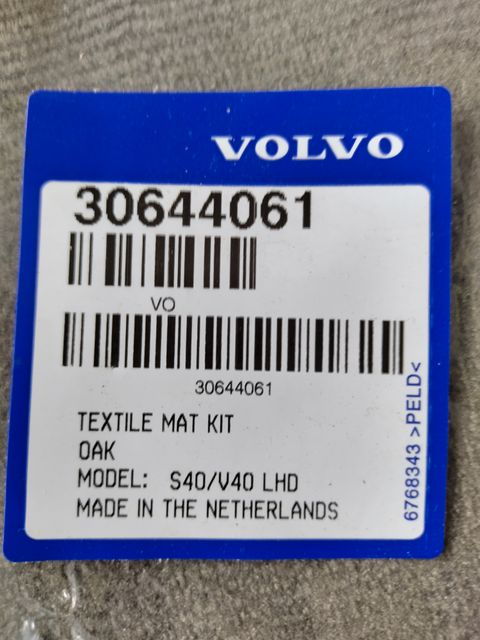 VOLVO
30644061
VO
30644061
TEXTILE MAT KIT
OAK
MODEL: S40/V40 LHD
MADE IN THE NETHERLANDS
6768343 >PELD<